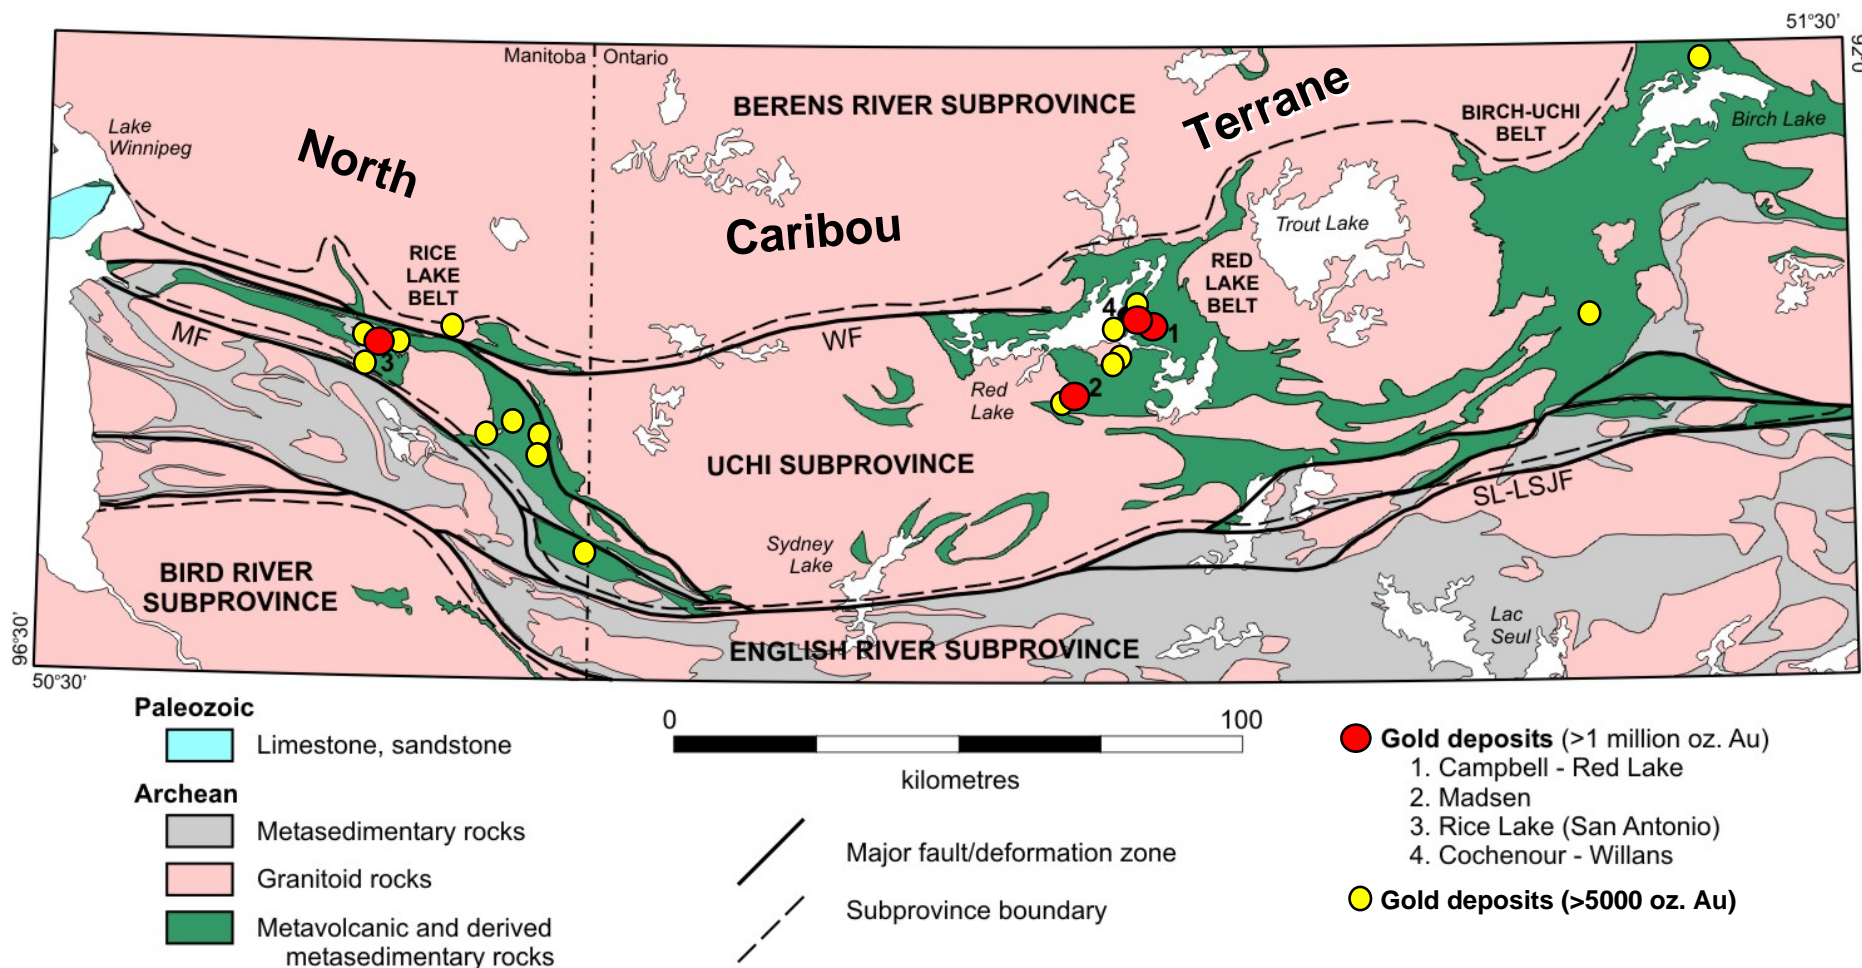 51°30'
92°0
Manitoba
Ontario
BERENS RIVER SUBPROVINCE
Terrane
BIRCH-UCHI
BELT
Birch Lake
Lake
Winnipeg
North
Caribou
Trout Lake
RICE
LAKE
BELT
RED
LAKE
BELT
MF
WF
3
4
1
2
Red
Lake
UCHI SUBPROVINCE
SL-LSJF
Sydney
Lake
BIRD RIVER
SUBPROVINCE
Lac
Seul
ENGLISH RIVER SUBPROVINCE
96°30'
50°30'
Paleozoic
Limestone, sandstone
Archean
Metasedimentary rocks
Granitoid rocks
Metavolcanic and derived
metasedimentary rocks
0
100
kilometres
Major fault/deformation zone
Subprovince boundary
Gold deposits (>1 million oz. Au)
1. Campbell - Red Lake
2. Madsen
3. Rice Lake (San Antonio)
4. Cochenour - Willans
Gold deposits (>5000 oz. Au)